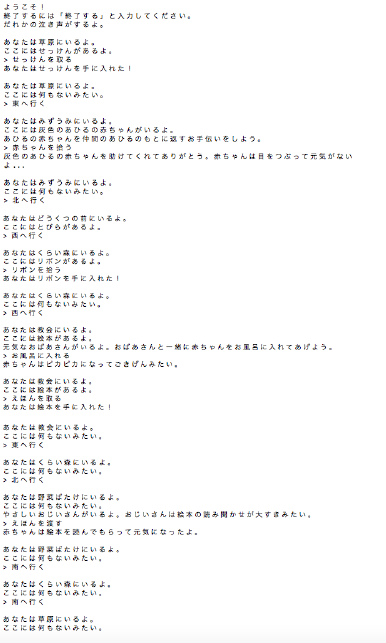 ようこそ！
終了するには「終了する」と入力してください。
だれかの泣き声がするよ。
あなたは草原にいるよ。
ここにはせっけんがあるよ。
> せっけんを取る
あなたはせっけんを手に入れた！
あなたは草原にいるよ。
ここには何もないみたい。
> 東へ行く
あなたはみずうみにいるよ。
ここには灰色のあひるの赤ちゃんがいるよ。
あひるの赤ちゃんを仲間のあひるのもとに返すお手伝いをしよう。
> 赤ちゃんを拾う
灰色のあひるの赤ちゃんを助けてくれてありがとう。赤ちゃんは目をつぶって元気がない
よ...
あなたはみずうみにいるよ。
ここには何もないみたい。
> 北へ行く
あなたはどうくつの前にいるよ。
ここにはとびらがあるよ。
> 西へ行く
あなたはくらい森にいるよ。
ここにはリボンがあるよ。
> リボンを拾う
あなたはリボンを手に入れた！
あなたはくらい森にいるよ。
ここには何もないみたい。
> 西へ行く
あなたは教会にいるよ。
ここには絵本があるよ。
元気なおばあさんがいるよ。おばあさんと一緒に赤ちゃんをお風呂に入れてあげよう。
> お風呂に入れる
赤ちゃんはピカピカになってごきげんみたい。
あなたは教会にいるよ。
ここには絵本があるよ。
> えほんを取る
あなたは絵本を手に入れた！
あなたは教会にいるよ。
ここには何もないみたい。
> 東へ行く
あなたはくらい森にいるよ。
ここには何もないみたい。
> 北へ行く
あなたは野菜ばたけにいるよ。
ここには何もないみたい。
やさしいおじいさんがいるよ。おじいさんは絵本の読み聞かせが大すきみたい。
> えほんを渡す
赤ちゃんは絵本を読んでもらって元気になったよ。
あなたは野菜ばたけにいるよ。
ここには何もないみたい。
> 南へ行く
あなたはくらい森にいるよ。
ここには何もないみたい。
> 南へ行く
あなたは草原にいるよ。
ここには何もないみたい。